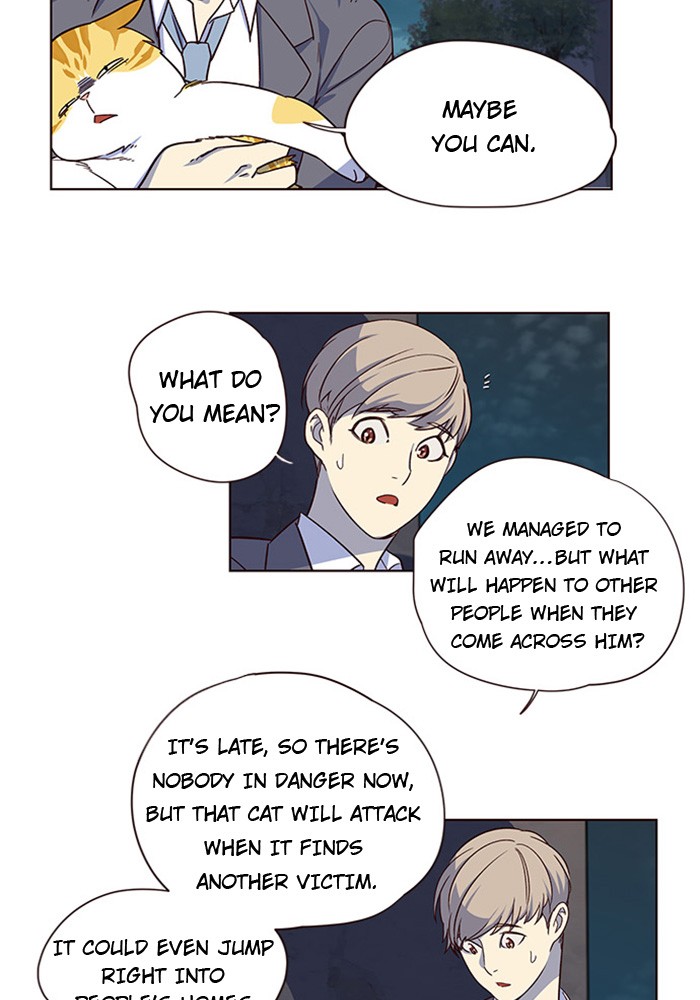 MAYBE
YOU CAN.
WHAT DO
YOU MEAN?
WE MANAGED TO
RUN AWAY...BUT WHAT
WILL HAPPEN TO OTHER
PEOPLE WHEN THEY
COME ACROSS HIM?
IT'S LATE, SO THERE'S
NOBODY IN DANGER NOW,
BUT THAT CAT WILL ATTACK
WHEN IT FINDS
ANOTHER VICTIM.
IT COULD EVEN JUMP
RIGHT INTO
PEOPLE'S HOMES